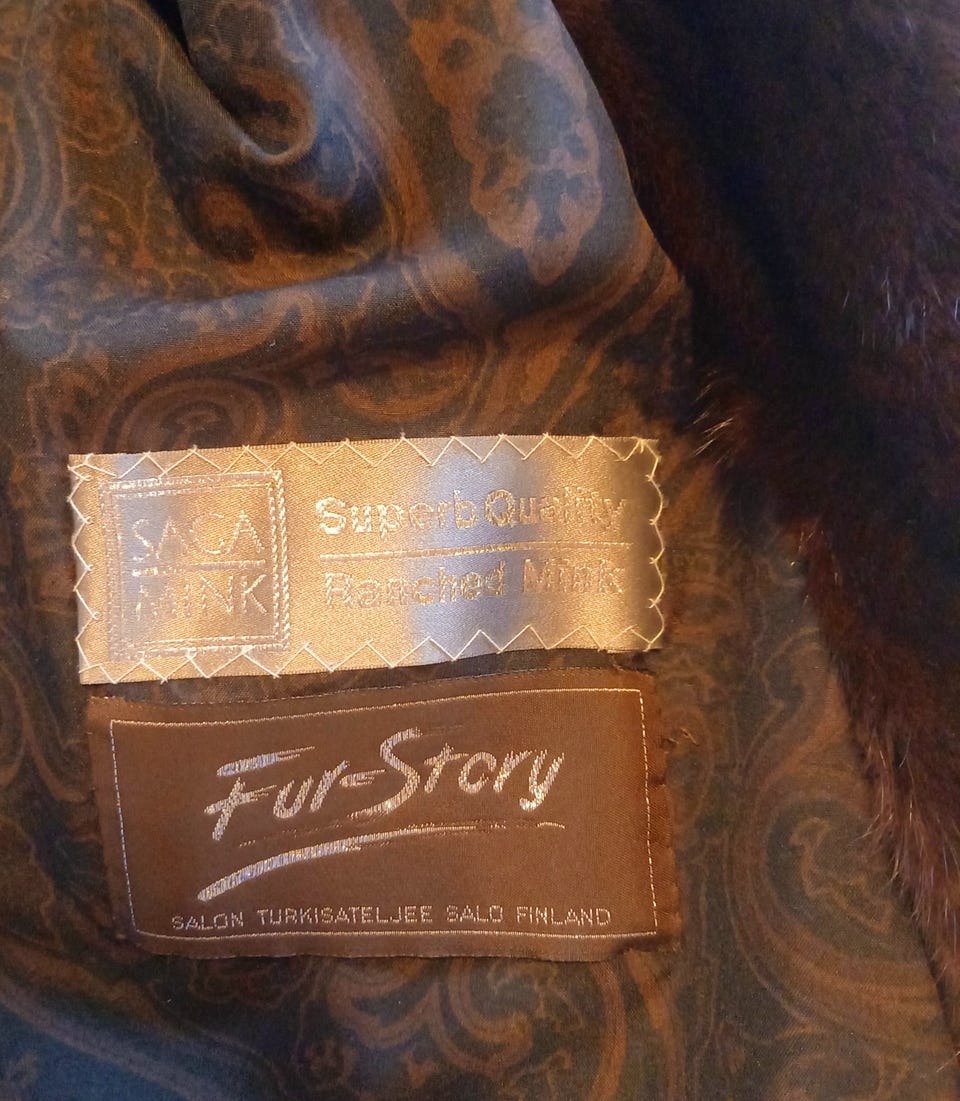 SAGA
MINK
Superb Quality
Ranched Mink
Fur-Story
SALON TURKISATELJEE SALO FINLAND